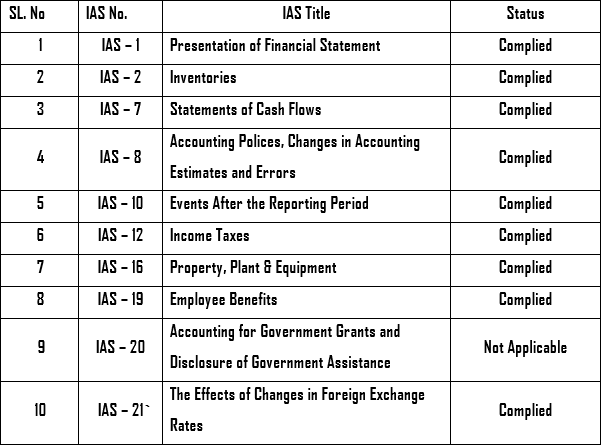 SL. No IAS No. IAS Title Status
1 IAS – 1 Presentation of Financial Statement Complied
2 IAS – 2 Inventories Complied
3 IAS – 7 Statements of Cash Flows Complied
4 IAS – 8 Accounting Polices, Changes in Accounting
Estimates and Errors Complied
5 IAS – 10 Events After the Reporting Period Complied
6 IAS – 12 Income Taxes Complied
7 IAS – 16 Property, Plant & Equipment Complied
8 IAS – 19 Employee Benefits Complied
9 IAS – 20 Accounting for Government Grants and
Disclosure of Government Assistance Not Applicable
10 IAS – 21` The Effects of Changes in Foreign Exchange
Rates Complied